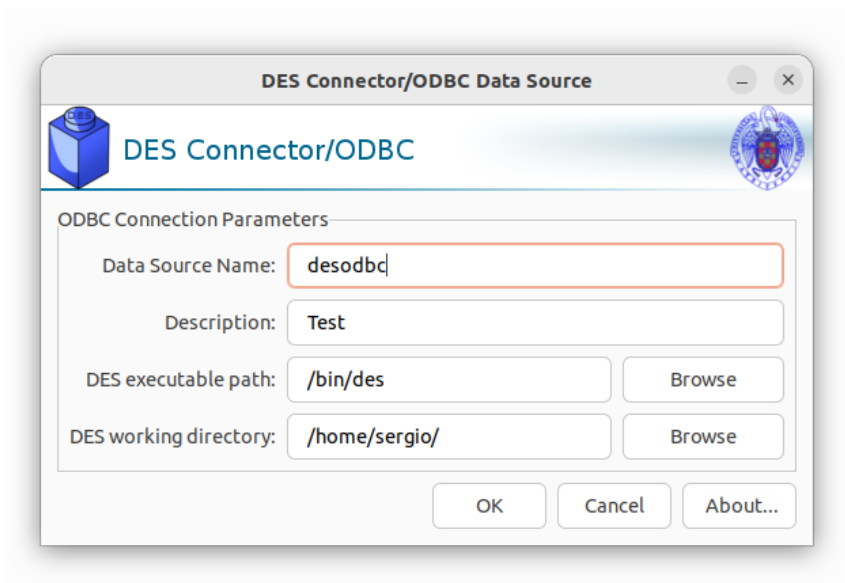 DES Connector/ODBC Data Source
DES
DES Connector/ODBC
ODBC Connection Parameters
Data Source Name: desodbc
Description: Test
DES executable path: /bin/des Browse
DES working directory: /home/sergio/ Browse
OK Cancel About...